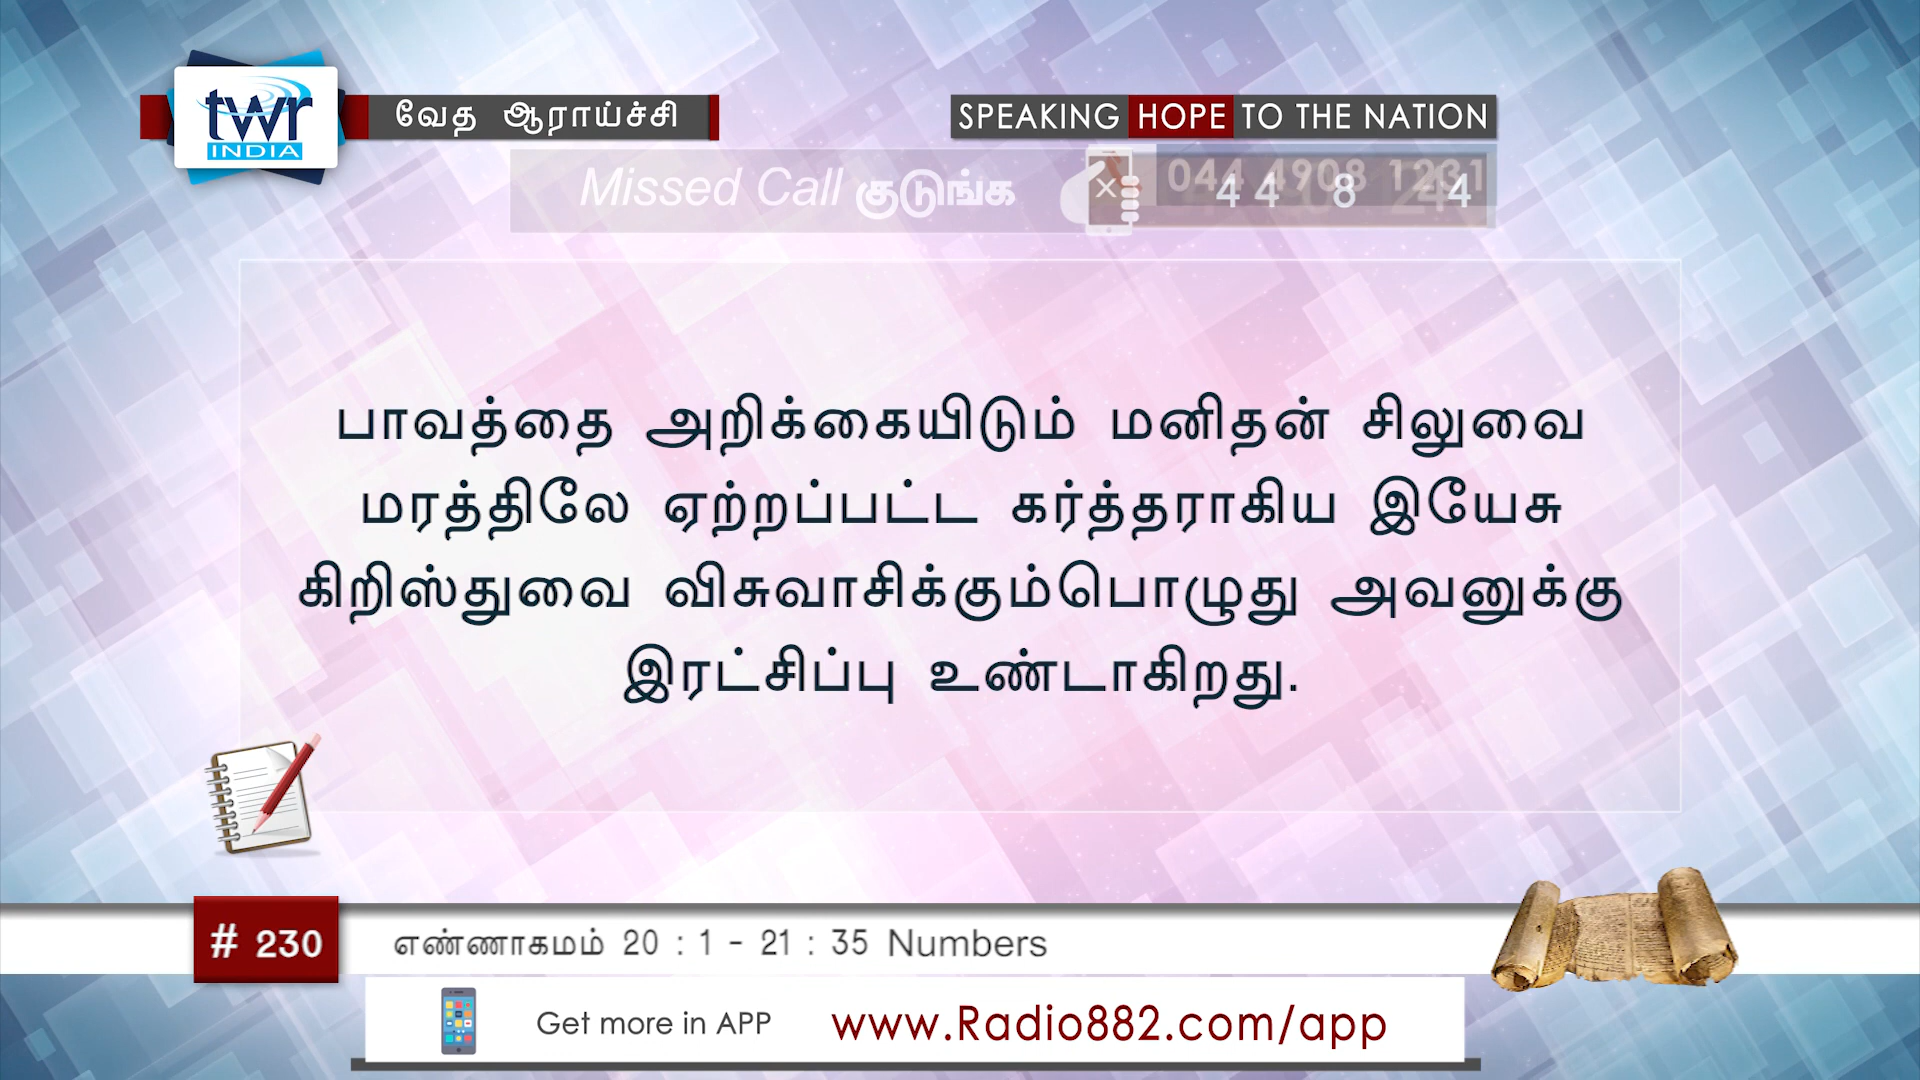 twr
INDIA
வேத ஆராய்ச்சி
SPEAKING HOPE TO THE NATION
Missed Call குடுங்க
பாவத்தை அறிக்கையிடும் மனிதன் சிலுவை
மரத்திலே ஏற்றப்பட்ட கர்த்தராகிய இயேசு
கிறிஸ்துவை விசுவாசிக்கும்பொழுது அவனுக்கு
இரட்சிப்பு உண்டாகிறது.
# 230
எண்ணாகமம் 20 : 1 - 21 : 35 Numbers
Get more in APP www.Radio882.com/app